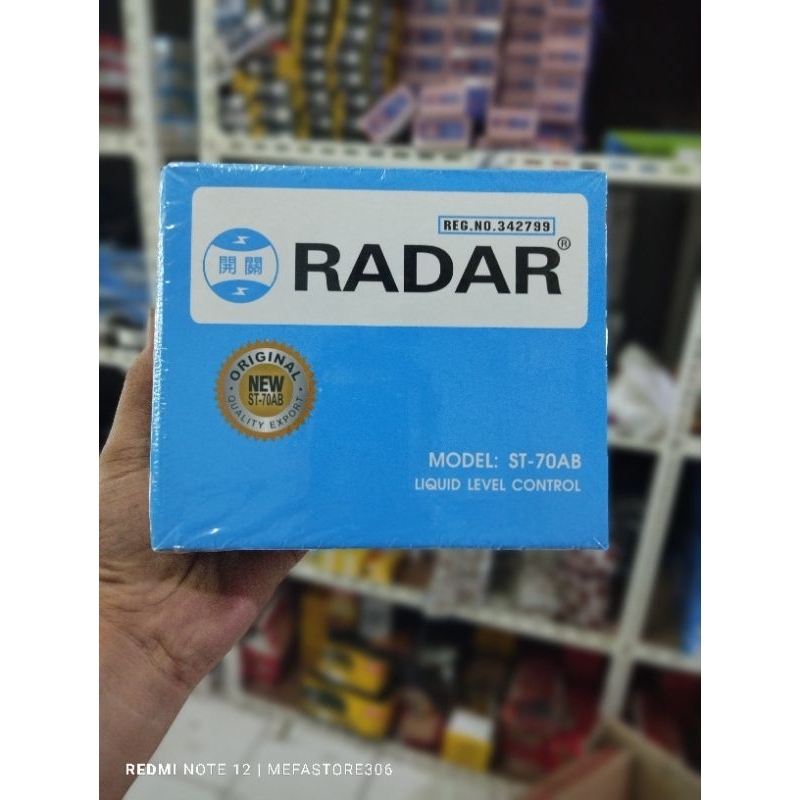 REG.NO.342799
開關
RADAR®
ORIGINAL
NEW
ST-70AB
QUALITY EXPORT
MODEL: ST-70AB
LIQUID LEVEL CONTROL
REDMI NOTE 12 | MEFASTORE306